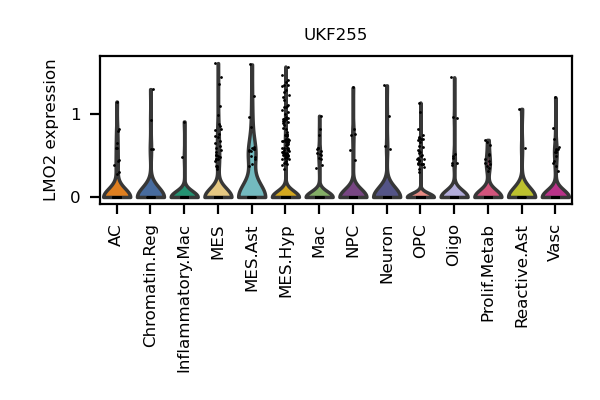 UKF255
LMO2 expression
1
0
AC
Chromatin.Reg
Inflammatory.Mac
MES
MES.Ast
MES.Hyp
Mac
NPC
Neuron
OPC
Oligo
Prolif.Metab
Reactive.Ast
Vasc